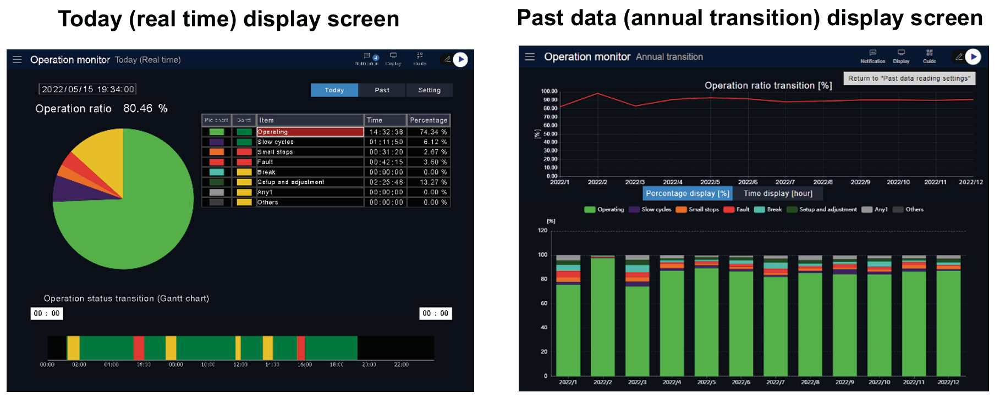 Today (real time) display screen
Operation monitor Today (Real time)
4
Notification Display Guide
2022/05/15 19:34:00
Today Past Setting
Operation ratio 80.46 %
Pie chart Gantt Item Time Percentage
Operating 14:32:38 74.34 %
Slow cycles 01:11:50 6.12 %
Small stops 00:31:20 2.67 %
Fault 00:42:15 3.60 %
Break 00:00:00 0.00 %
Setup and adjustment 02:25:46 13.27 %
Any1 00:00:00 0.00 %
Others 00:00:00 0.00 %
Operation status transition (Gantt chart)
00 : 00 00 : 00
00:00 02:00 08:00 10:00 12:00 14:00 16:00 18:00 20:00 22:00
Past data (annual transition) display screen
Operation monitor Annual transition
Notification Display Guide
Return to "Past data reading settings"
Operation ratio transition [%]
100.00
90.00
80.00
70.00
60.00
50.00
[%]
40.00
30.00
20.00
10.00
0.00
2022/1 2022/2 2022/3 2022/4 2022/5 2022/6 2022/7 2022/8 2022/9 2022/10 2022/11 2022/12
Percentage display [%] Time display [hour]
Operating Slow cycles Small stops Fault Break Setup and adjustment Any1 Others
[%]
120
100
80
60
40
20
0
2022/1 2022/2 2022/3 2022/4 2022/5 2022/6 2022/7 2022/8 2022/9 2022/10 2022/11 2022/12